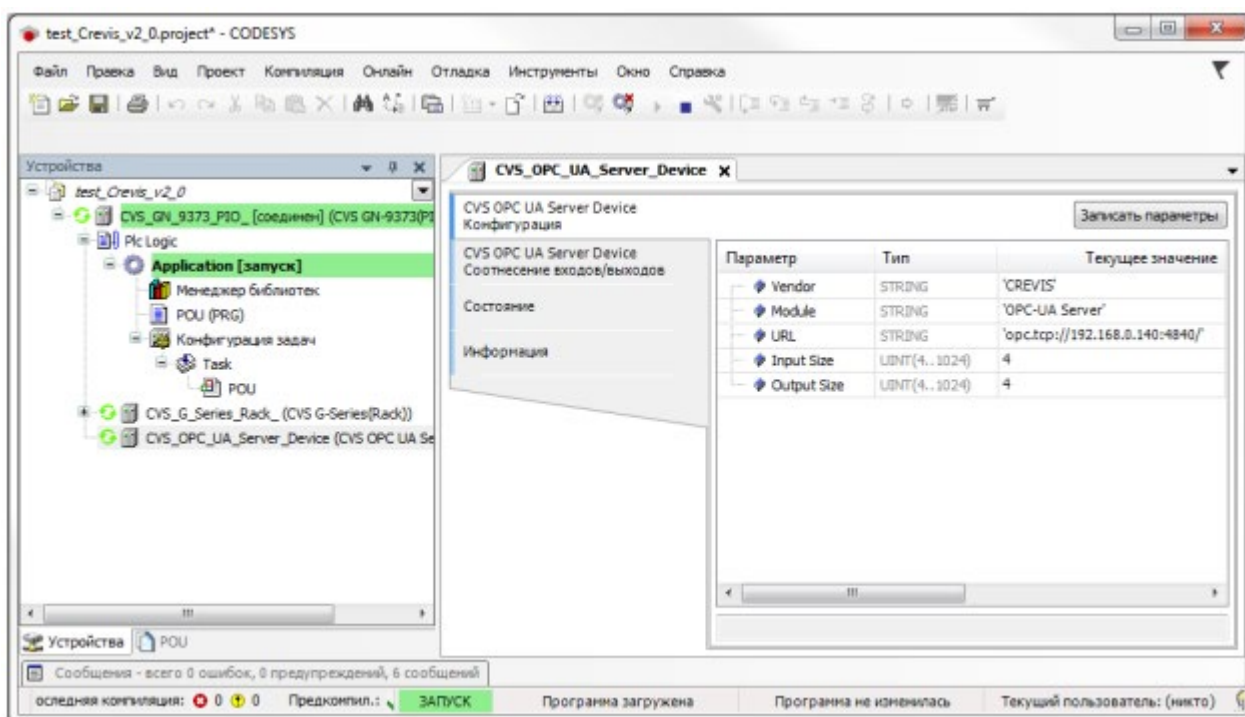 test_Crevis_v2_0.project* - CODESYS
Файл Правка Вид Проект Компиляция Онлайн Отладка Инструменты Окно Справка
Устройства
test_Crevis_v2_0
CVS_GN_9373_PIO_ [соединен] (CVS GN-9373(PI
Plc Logic
Application [запуск]
Менеджер библиотек
POU (PRG)
Конфигурация задач
Task
POU
CVS_G_Series_Rack_ (CVS G-Series(Rack))
CVS_OPC_UA_Server_Device (CVS OPC UA Se
Устройства POU
CVS_OPC_UA_Server_Device
CVS OPC UA Server Device
Конфигурация
CVS OPC UA Server Device
Соотнесение входов/выходов
Состояние
Информация
Записать параметры
Параметр Тип Текущее значение
Vendor STRING 'CREVIS'
Module STRING 'OPC-UA Server'
URL STRING 'opc.tcp://192.168.0.140:4840/'
Input Size UINT(4..1024) 4
Output Size UINT(4..1024) 4
Сообщения - всего 0 ошибок, 0 предупреждений, 6 сообщений
оследняя компиляция: 0 0 Предкомпил.: ЗАПУСК Программа загружена Программа не изменилась Текущий пользователь: (никто)